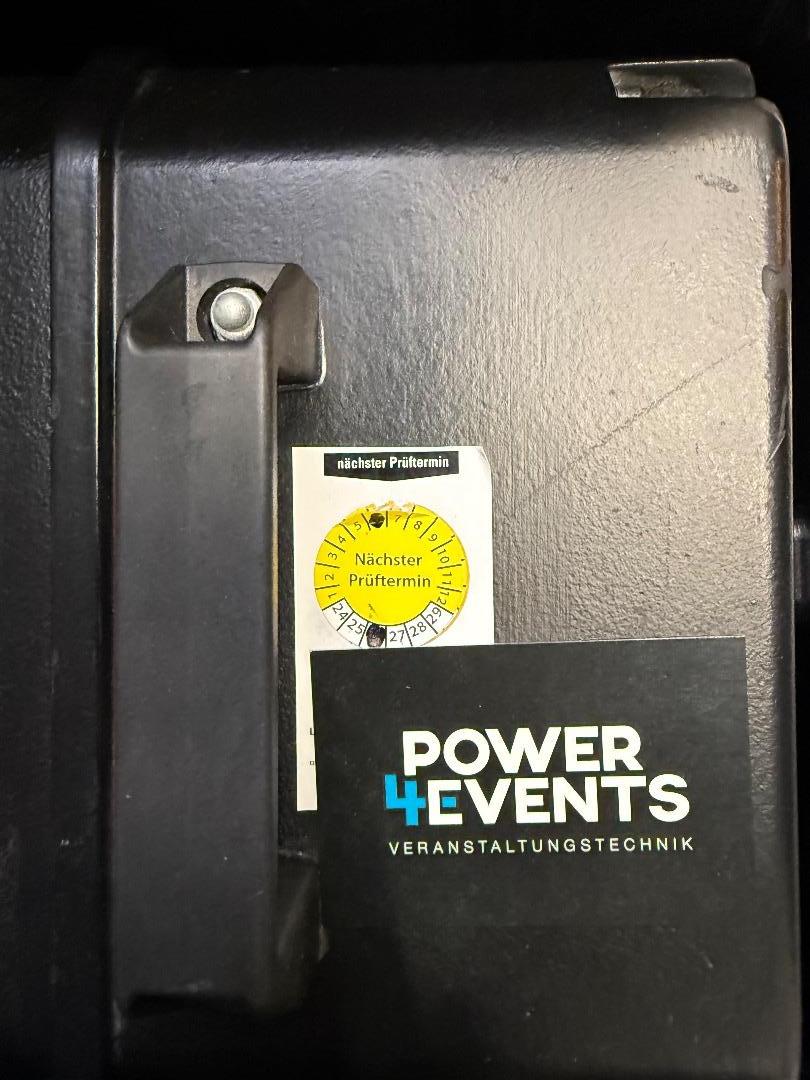 nächster Prüftermin
1 2 3 4 5 7 8 9 10 11 12
Nächster
Prüftermin
24 25 27 28 29
POWER
4EVENTS
VERANSTALTUNGSTECHNIK